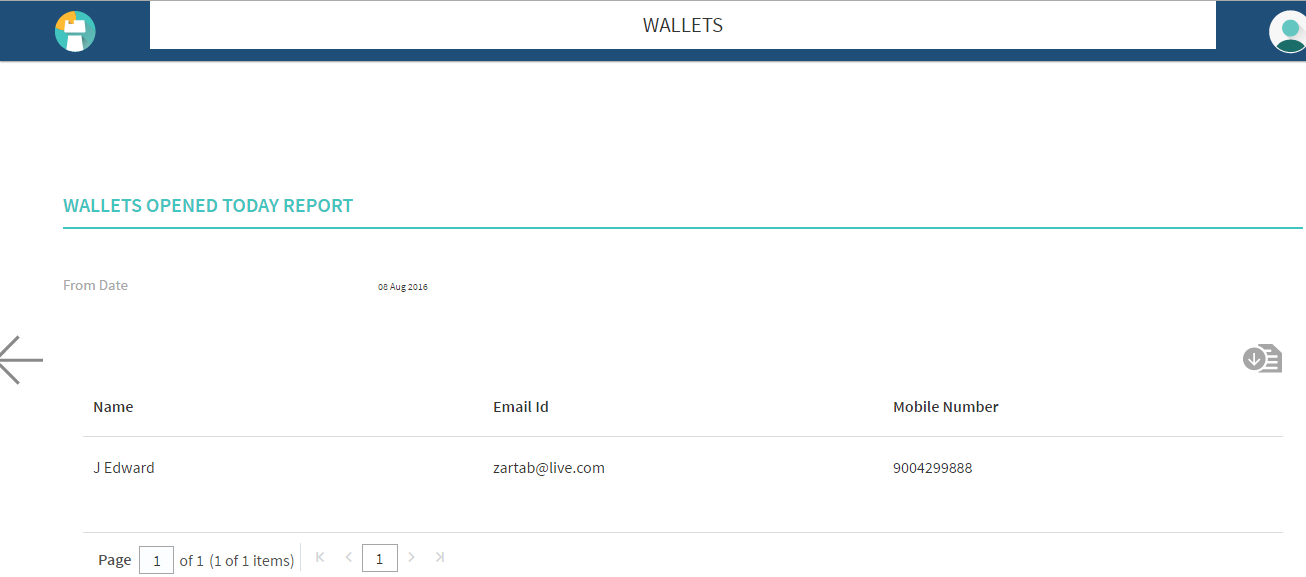 WALLETS
WALLETS OPENED TODAY REPORT
From Date 08 Aug 2016
Name Email Id Mobile Number
J Edward zartab@live.com 9004299888
Page 1 of 1 (1 of 1 items) 1